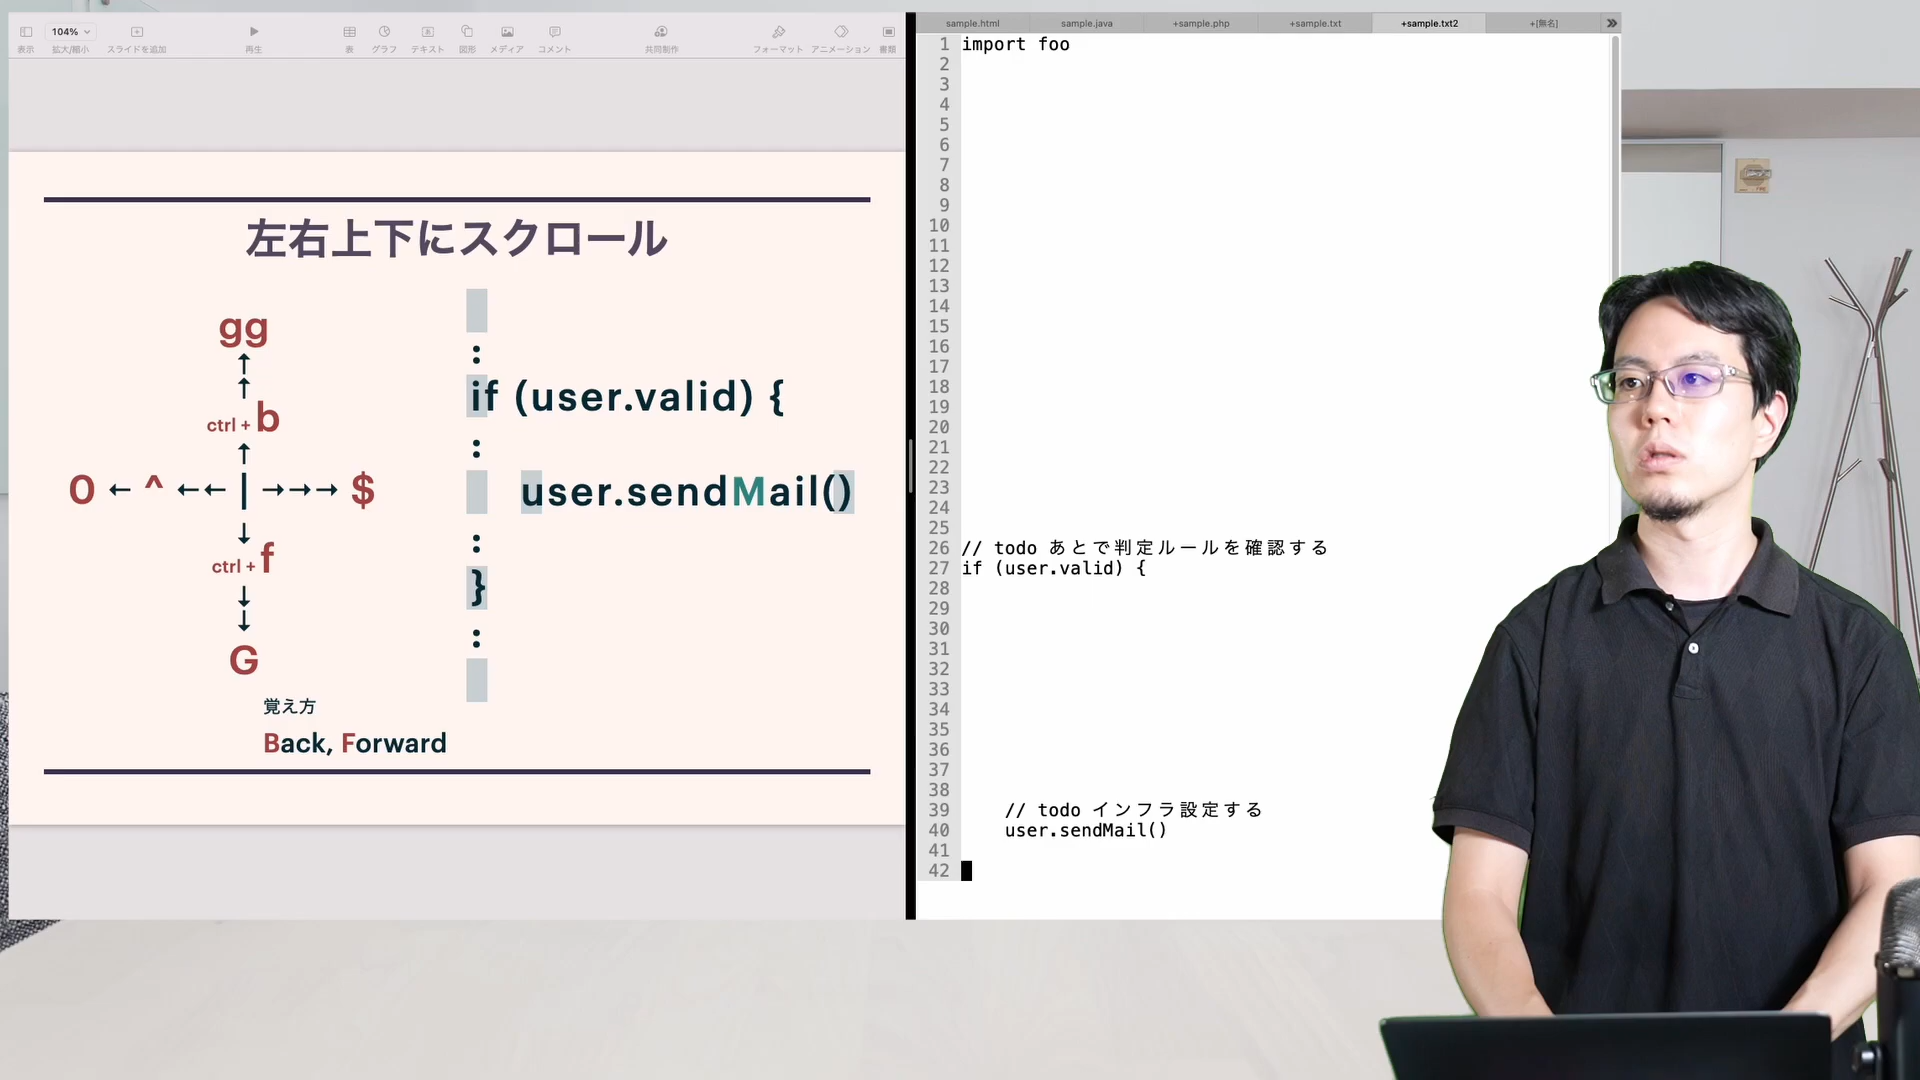 104%
表示
拡大/縮小
スライドを追加
再生
表
グラフ
テキスト
図形
メディア
コメント
共同制作
フォーマット
アニメーション
書類
左右上下にスクロール
gg
↑
↑
ctrl + b
↑
0 ← ^ ←← | →→→ $
↓
ctrl + f
↓
↓
G
覚え方
Back, Forward
:
if (user.valid) {
:
user.sendMail()
:
}
:
sample.html
sample.java
+sample.php
+sample.txt
+sample.txt2
+[無名]
»
1 import foo
2
3
4
5
6
7
8
9
10
11
12
13
14
15
16
17
18
19
20
21
22
23
24
25
26 // todo あとで判定ルールを確認する
27 if (user.valid) {
28
29
30
31
32
33
34
35
36
37
38
39 // todo インフラ設定する
40 user.sendMail()
41
42